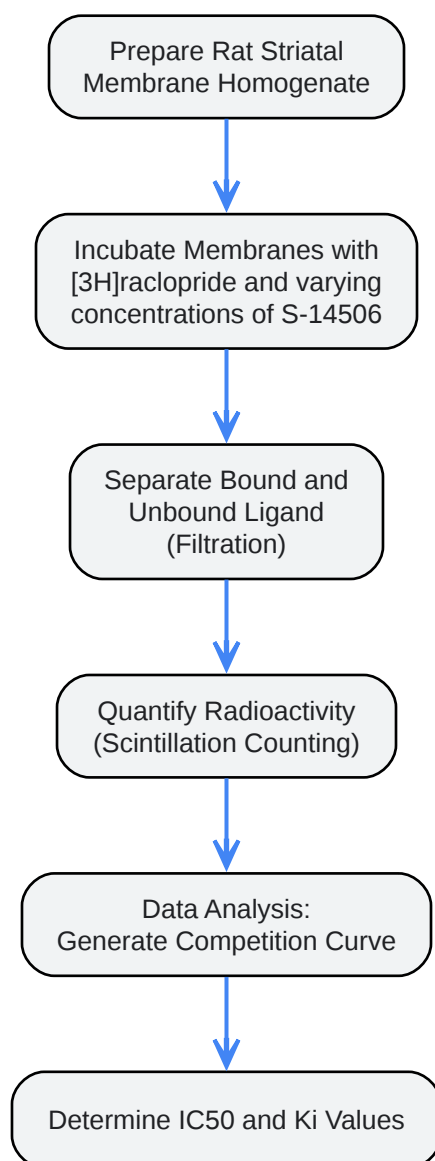 Prepare Rat Striatal
Membrane Homogenate
Incubate Membranes with
[3H]raclopride and varying
concentrations of S-14506
Separate Bound and
Unbound Ligand
(Filtration)
Quantify Radioactivity
(Scintillation Counting)
Data Analysis:
Generate Competition Curve
Determine IC50 and Ki Values